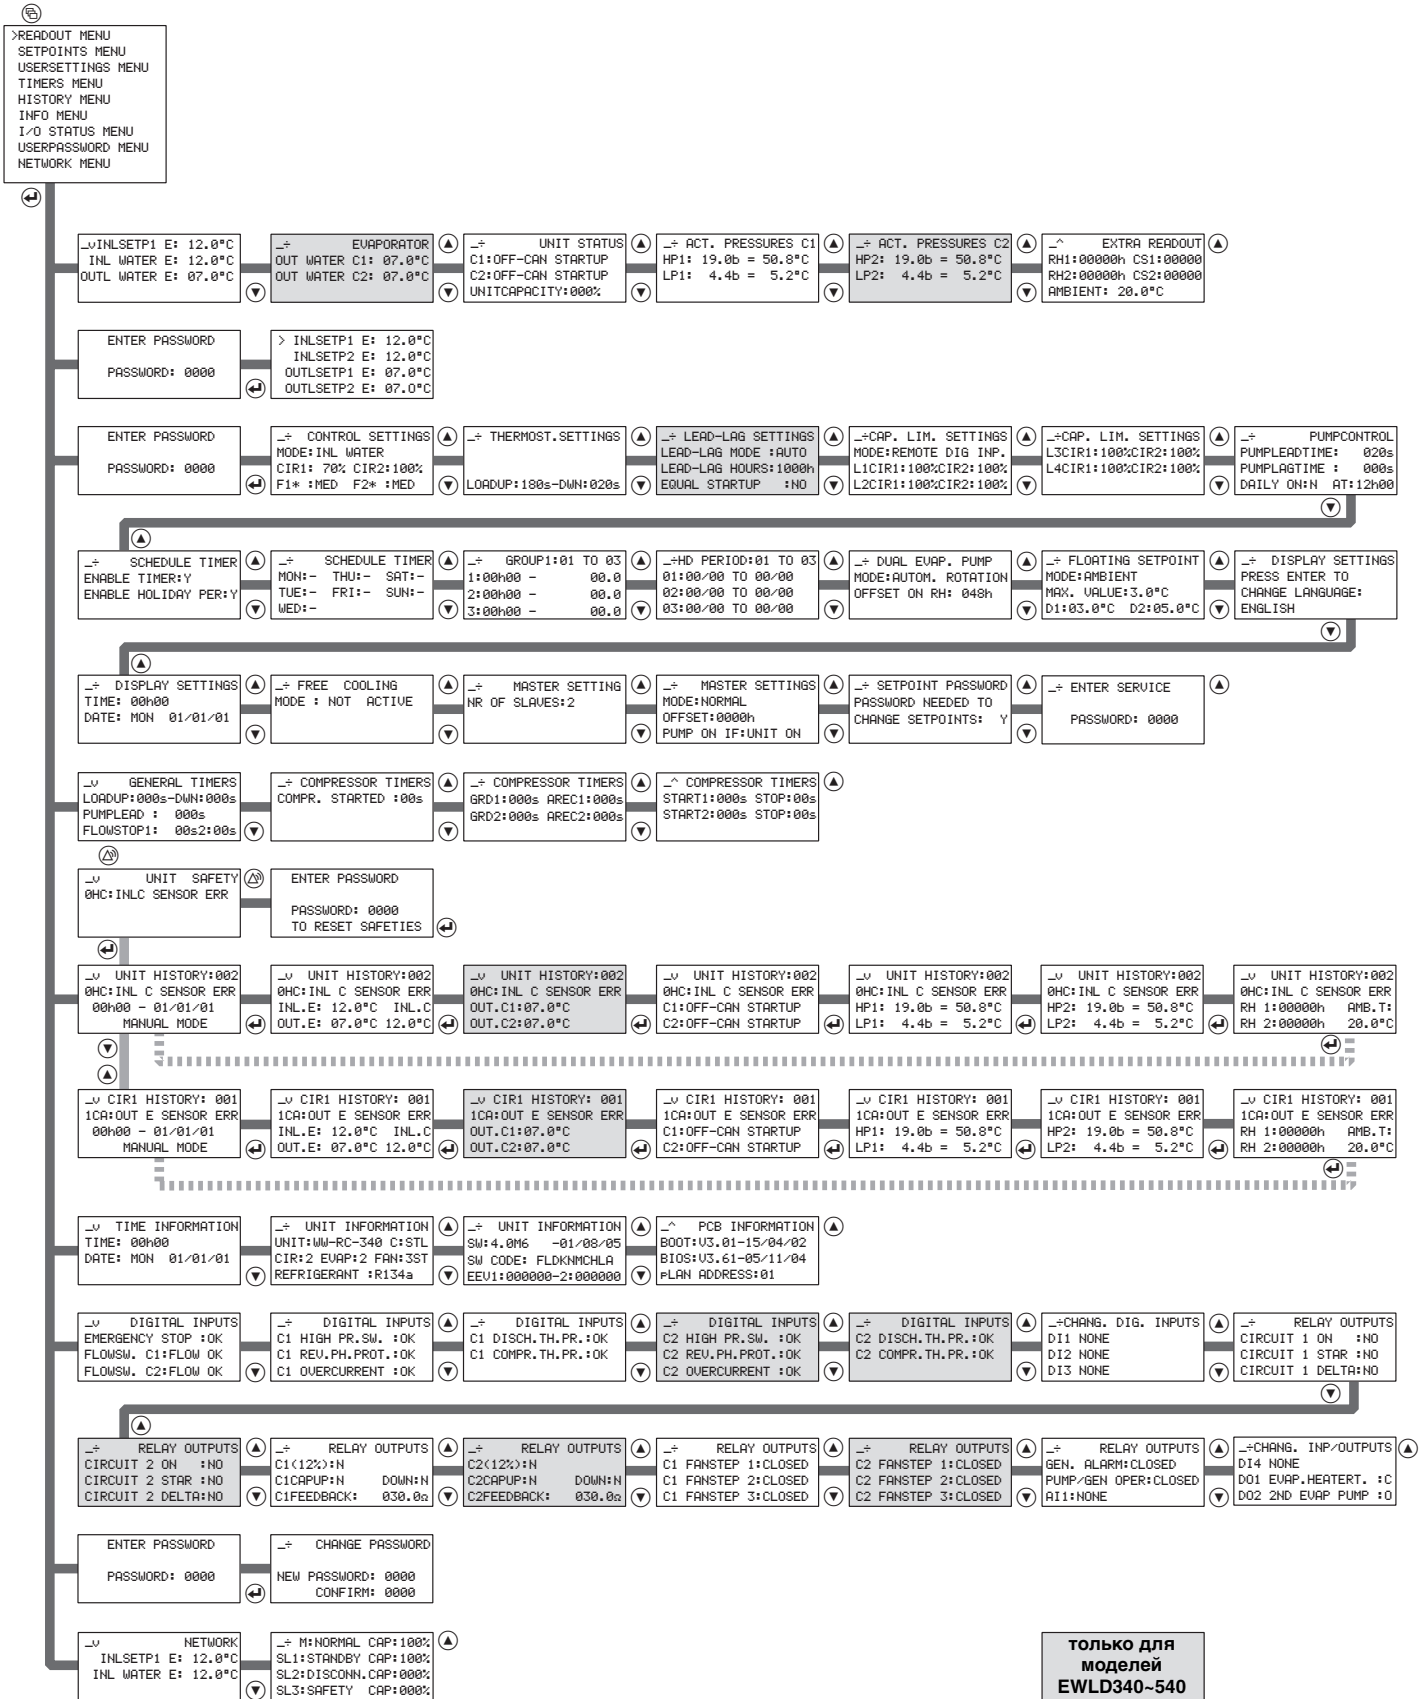 >READOUT MENU
SETPOINTS MENU
USERSETTINGS MENU
TIMERS MENU
HISTORY MENU
INFO MENU
I/O STATUS MENU
USERPASSWORD MENU
NETWORK MENU
_vINLSETP1 E: 12.0°C
INL WATER E: 12.0°C
OUTL WATER E: 07.0°C
_÷ EVAPORATOR
OUT WATER C1: 07.0°C
OUT WATER C2: 07.0°C
_÷ UNIT STATUS
C1:OFF-CAN STARTUP
C2:OFF-CAN STARTUP
UNITCAPACITY:000%
_÷ ACT. PRESSURES C1
HP1: 19.0b = 50.8°C
LP1: 4.4b = 5.2°C
_÷ ACT. PRESSURES C2
HP2: 19.0b = 50.8°C
LP2: 4.4b = 5.2°C
_^ EXTRA READOUT
RH1:00000h CS1:00000
RH2:00000h CS2:00000
AMBIENT: 20.0°C
ENTER PASSWORD
PASSWORD: 0000
> INLSETP1 E: 12.0°C
INLSETP2 E: 12.0°C
OUTLSETP1 E: 07.0°C
OUTLSETP2 E: 07.O°C
ENTER PASSWORD
PASSWORD: 0000
_÷ CONTROL SETTINGS
MODE:INL WATER
CIR1: 70% CIR2:100%
F1* :MED F2* :MED
_÷ THERMOST.SETTINGS
LOADUP:180s-DWN:020s
_÷ LEAD-LAG SETTINGS
LEAD-LAG MODE :AUTO
LEAD-LAG HOURS:1000h
EQUAL STARTUP :NO
_÷CAP. LIM. SETTINGS
MODE:REMOTE DIG INP.
L1CIR1:100%CIR2:100%
L2CIR1:100%CIR2:100%
_÷CAP. LIM. SETTINGS
L3CIR1:100%CIR2:100%
L4CIR1:100%CIR2:100%
_÷ PUMPCONTROL
PUMPLEADTIME: 020s
PUMPLAGTIME : 000s
DAILY ON:N AT:12h00
_÷ SCHEDULE TIMER
ENABLE TIMER:Y
ENABLE HOLIDAY PER:Y
_÷ SCHEDULE TIMER
MON:- THU:- SAT:-
TUE:- FRI:- SUN:-
WED:-
_÷ GROUP1:01 TO 03
1:00h00 - 00.0
2:00h00 - 00.0
3:00h00 - 00.0
_÷HD PERIOD:01 TO 03
01:00/00 TO 00/00
02:00/00 TO 00/00
03:00/00 TO 00/00
_÷ DUAL EVAP. PUMP
MODE:AUTOM. ROTATION
OFFSET ON RH: 048h
_÷ FLOATING SETPOINT
MODE:AMBIENT
MAX. VALUE:3.0°C
D1:03.0°C D2:05.0°C
_÷ DISPLAY SETTINGS
PRESS ENTER TO
CHANGE LANGUAGE:
ENGLISH
_÷ DISPLAY SETTINGS
TIME: 00h00
DATE: MON 01/01/01
_÷ FREE COOLING
MODE : NOT ACTIVE
_÷ MASTER SETTING
NR OF SLAVES:2
_÷ MASTER SETTINGS
MODE:NORMAL
OFFSET:0000h
PUMP ON IF:UNIT ON
_÷ SETPOINT PASSWORD
PASSWORD NEEDED TO
CHANGE SETPOINTS: Y
_÷ ENTER SERVICE
PASSWORD: 0000
_v GENERAL TIMERS
LOADUP:000s-DWN:000s
PUMPLEAD : 000s
FLOWSTOP1: 00s2:00s
_÷ COMPRESSOR TIMERS
COMPR. STARTED :00s
_÷ COMPRESSOR TIMERS
GRD1:000s AREC1:000s
GRD2:000s AREC2:000s
_^ COMPRESSOR TIMERS
START1:000s STOP:00s
START2:000s STOP:00s
_v UNIT SAFETY
0HC:INLC SENSOR ERR
ENTER PASSWORD
PASSWORD: 0000
TO RESET SAFETIES
_v UNIT HISTORY:002
0HC:INL C SENSOR ERR
00h00 - 01/01/01
MANUAL MODE
_v UNIT HISTORY:002
0HC:INL C SENSOR ERR
INL.E: 12.0°C INL.C
OUT.E: 07.0°C 12.0°C
_v UNIT HISTORY:002
0HC:INL C SENSOR ERR
OUT.C1:07.0°C
OUT.C2:07.0°C
_v UNIT HISTORY:002
0HC:INL C SENSOR ERR
C1:OFF-CAN STARTUP
C2:OFF-CAN STARTUP
_v UNIT HISTORY:002
0HC:INL C SENSOR ERR
HP1: 19.0b = 50.8°C
LP1: 4.4b = 5.2°C
_v UNIT HISTORY:002
0HC:INL C SENSOR ERR
HP2: 19.0b = 50.8°C
LP2: 4.4b = 5.2°C
_v UNIT HISTORY:002
0HC:INL C SENSOR ERR
RH 1:00000h AMB.T:
RH 2:00000h 20.0°C
_v CIR1 HISTORY: 001
1CA:OUT E SENSOR ERR
00h00 - 01/01/01
MANUAL MODE
_v CIR1 HISTORY: 001
1CA:OUT E SENSOR ERR
INL.E: 12.0°C INL.C
OUT.E: 07.0°C 12.0°C
_v CIR1 HISTORY: 001
1CA:OUT E SENSOR ERR
OUT.C1:07.0°C
OUT.C2:07.0°C
_v CIR1 HISTORY: 001
1CA:OUT E SENSOR ERR
C1:OFF-CAN STARTUP
C2:OFF-CAN STARTUP
_v CIR1 HISTORY: 001
1CA:OUT E SENSOR ERR
HP1: 19.0b = 50.8°C
LP1: 4.4b = 5.2°C
_v CIR1 HISTORY: 001
1CA:OUT E SENSOR ERR
HP2: 19.0b = 50.8°C
LP2: 4.4b = 5.2°C
_v CIR1 HISTORY: 001
1CA:OUT E SENSOR ERR
RH 1:00000h AMB.T:
RH 2:00000h 20.0°C
_v TIME INFORMATION
TIME: 00h00
DATE: MON 01/01/01
_÷ UNIT INFORMATION
UNIT:WW-RC-340 C:STL
CIR:2 EVAP:2 FAN:3ST
REFRIGERANT :R134a
_÷ UNIT INFORMATION
SW:4.0M6 -01/08/05
SW CODE: FLDKNMCHLA
EEV1:000000-2:000000
_^ PCB INFORMATION
BOOT:V3.01-15/04/02
BIOS:V3.61-05/11/04
pLAN ADDRESS:01
_v DIGITAL INPUTS
EMERGENCY STOP :OK
FLOWSW. C1:FLOW OK
FLOWSW. C2:FLOW OK
_÷ DIGITAL INPUTS
C1 HIGH PR.SW. :OK
C1 REV.PH.PROT.:OK
C1 OVERCURRENT :OK
_÷ DIGITAL INPUTS
C1 DISCH.TH.PR.:OK
C1 COMPR.TH.PR.:OK
_÷ DIGITAL INPUTS
C2 HIGH PR.SW. :OK
C2 REV.PH.PROT.:OK
C2 OVERCURRENT :OK
_÷ DIGITAL INPUTS
C2 DISCH.TH.PR.:OK
C2 COMPR.TH.PR.:OK
_÷CHANG. DIG. INPUTS
DI1 NONE
DI2 NONE
DI3 NONE
_÷ RELAY OUTPUTS
CIRCUIT 1 ON :NO
CIRCUIT 1 STAR :NO
CIRCUIT 1 DELTA:NO
_÷ RELAY OUTPUTS
CIRCUIT 2 ON :NO
CIRCUIT 2 STAR :NO
CIRCUIT 2 DELTA:NO
_÷ RELAY OUTPUTS
C1(12%):N
C1CAPUP:N DOWN:N
C1FEEDBACK: 030.0Ω
_÷ RELAY OUTPUTS
C2(12%):N
C2CAPUP:N DOWN:N
C2FEEDBACK: 030.0Ω
_÷ RELAY OUTPUTS
C1 FANSTEP 1:CLOSED
C1 FANSTEP 2:CLOSED
C1 FANSTEP 3:CLOSED
_÷ RELAY OUTPUTS
C2 FANSTEP 1:CLOSED
C2 FANSTEP 2:CLOSED
C2 FANSTEP 3:CLOSED
_÷ RELAY OUTPUTS
GEN. ALARM:CLOSED
PUMP/GEN OPER:CLOSED
AI1:NONE
_÷CHANG. INP/OUTPUTS
DI4 NONE
DO1 EVAP.HEATERT. :C
DO2 2ND EVAP PUMP :O
ENTER PASSWORD
PASSWORD: 0000
_÷ CHANGE PASSWORD
NEW PASSWORD: 0000
CONFIRM: 0000
_v NETWORK
INLSETP1 E: 12.0°C
INL WATER E: 12.0°C
_÷ M:NORMAL CAP:100%
SL1:STANDBY CAP:100%
SL2:DISCONN.CAP:000%
SL3:SAFETY CAP:000%
только для
моделей
EWLD340~540